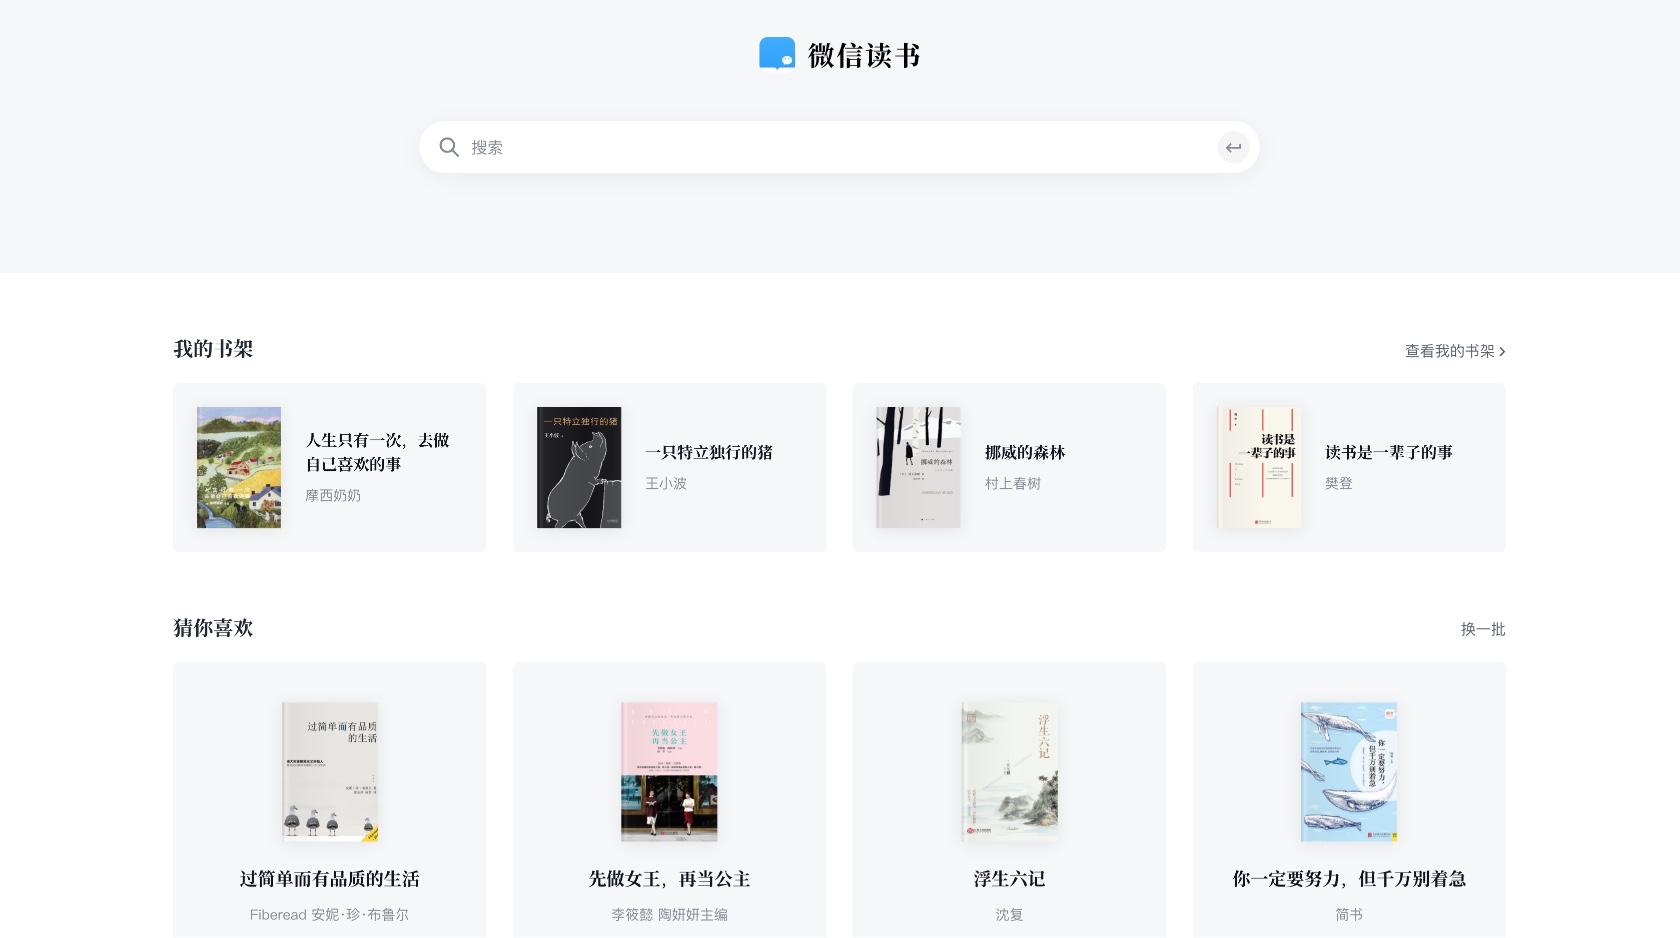 微信读书
搜索
我的书架
查看我的书架
人生只有一次，去做
自己喜欢的事
摩西奶奶
一只特立独行的猪
王小波
一只特立独行的猪
王小波
挪威的森林
挪威的森林
村上春树
读书是
一辈子的事
读书是一辈子的事
樊登
猜你喜欢
换一批
过简单而有品质
的生活
过简单而有品质的生活
Fiberead 安妮·珍·布鲁尔
先做女王
再当公主
先做女王，再当公主
李筱懿 陶妍妍主编
浮生六记
浮生六记
沈复
你一定要努力，
但千万别着急
你一定要努力，但千万别着急
简书